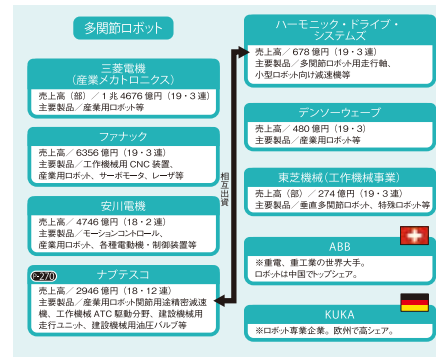 多関節ロボット
三菱電機
(産業メカトロニクス)
売上高(部)/1兆4676億円(19・3連)
主要製品/産業用ロボット等
ファナック
売上高/6356億円(19・3連)
主要製品/工作機械用CNC装置、
産業用ロボット、サーボモータ、レーザ等
安川電機
売上高/4746億円(18・2連)
主要製品/モーションコントロール、
産業用ロボット、各種電動機・制御装置等
P.270
ナブテスコ
売上高/2946億円(18・12連)
主要製品/産業用ロボット関節用途精密減速
機、工作機械ATC駆動分野、建設機械用
走行ユニット、建設機械用油圧バルブ等
相互出資
ハーモニック・ドライブ・
システムズ
売上高/678億円(19・3連)
主要製品/多関節ロボット用走行軸、
小型ロボット向け減速機等
デンソーウェーブ
売上高/480億円(19・3)
主要製品/産業用ロボット等
東芝機械(工作機械事業)
売上高(部)/274億円(19・3連)
主要製品/垂直多関節ロボット、特殊ロボット等
ABB
※重電、重工業の世界大手。
ロボットは中国でトップシェア。
KUKA
※ロボット専業企業。欧州で高シェア。